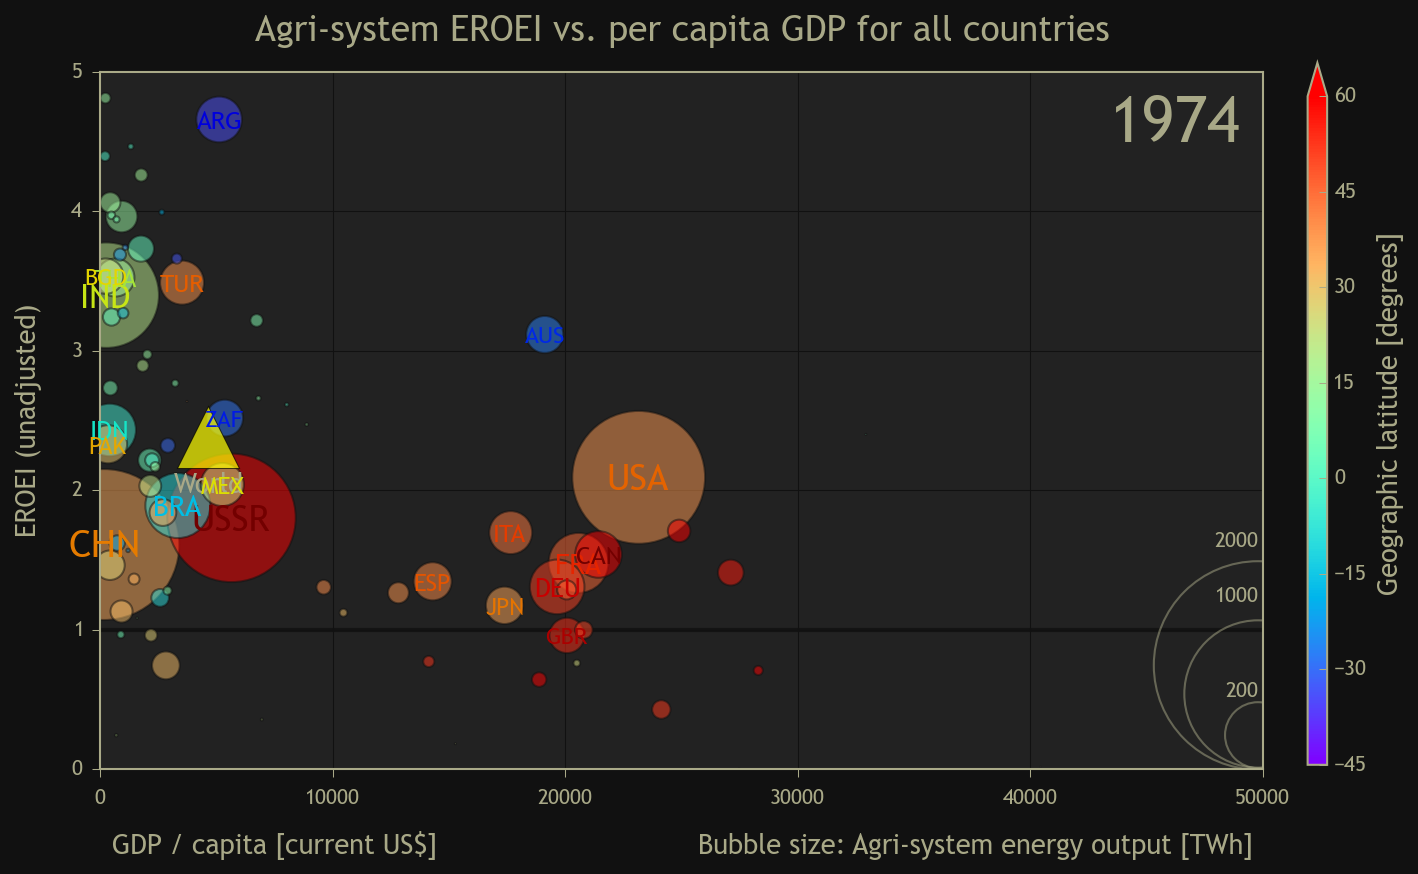 Agri-system EROEI vs. per capita GDP for all countries
1974
5
4
3
2
1
0
EROEI (unadjusted)
0
10000
20000
30000
40000
50000
GDP / capita [current US$]
Bubble size: Agri-system energy output [TWh]
ARG
TUR
BGD
IND
AUS
ZAF
IDN
PAK
MEX
BRA
USSR
USA
CHN
ITA
CAN
FRA
DEU
ESP
JPN
GBR
2000
1000
200
60
45
30
15
0
−15
−30
−45
Geographic latitude [degrees]